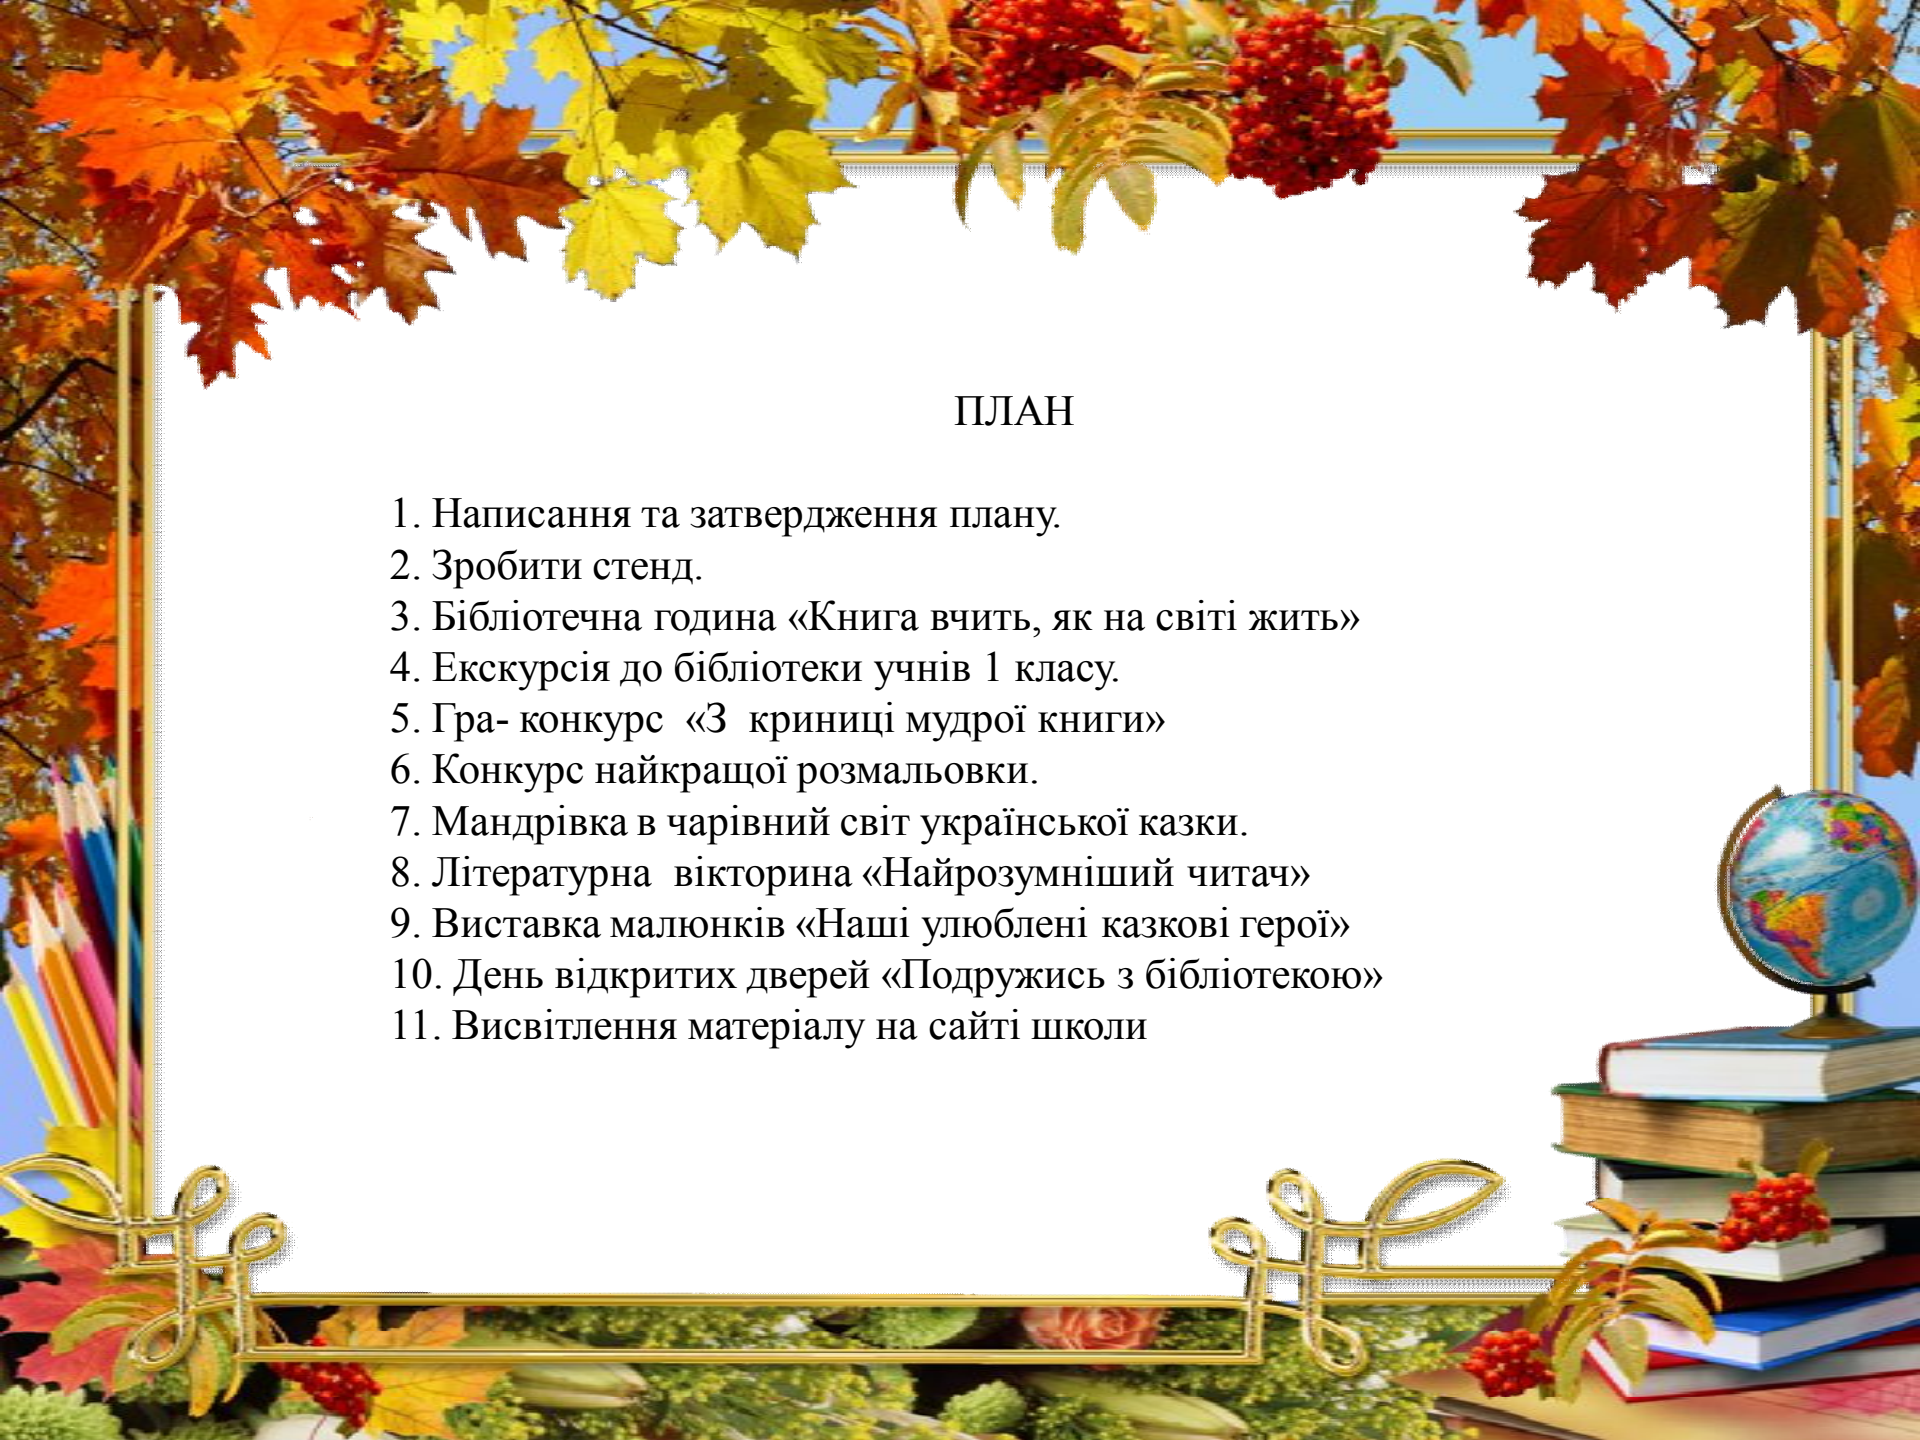 ПЛАН
1. Написання та затвердження плану.
2. Зробити стенд.
3. Бібліотечна година «Книга вчить, як на світі жить»
4. Екскурсія до бібліотеки учнів 1 класу.
5. Гра- конкурс  «З  криниці мудрої книги»
6. Конкурс найкращої розмальовки.
7. Мандрівка в чарівний світ української казки.
8. Літературна  вікторина «Найрозумніший читач»
9. Виставка малюнків «Наші улюблені казкові герої»
10. День відкритих дверей «Подружись з бібліотекою»
11. Висвітлення матеріалу на сайті школи